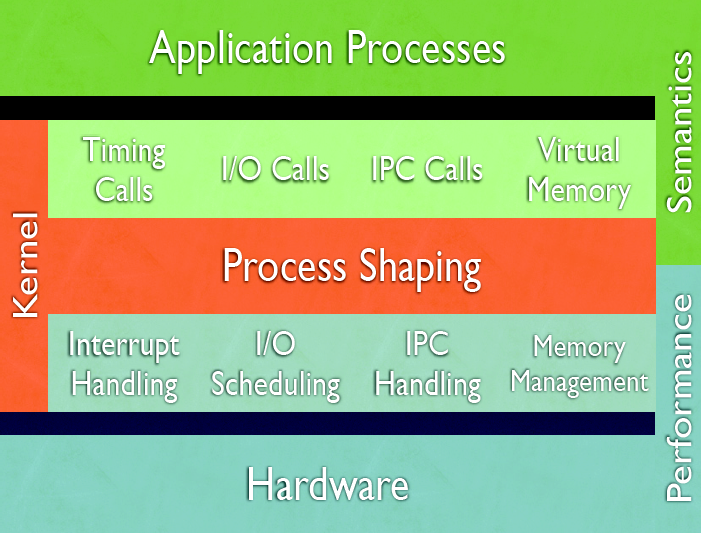 Application Processes
Semantics
Timing
Calls
I/O Calls
IPC Calls
Virtual
Memory
Kernel
Process Shaping
Interrupt
Handling
I/O
Scheduling
IPC
Handling
Memory
Management
Performance
Hardware